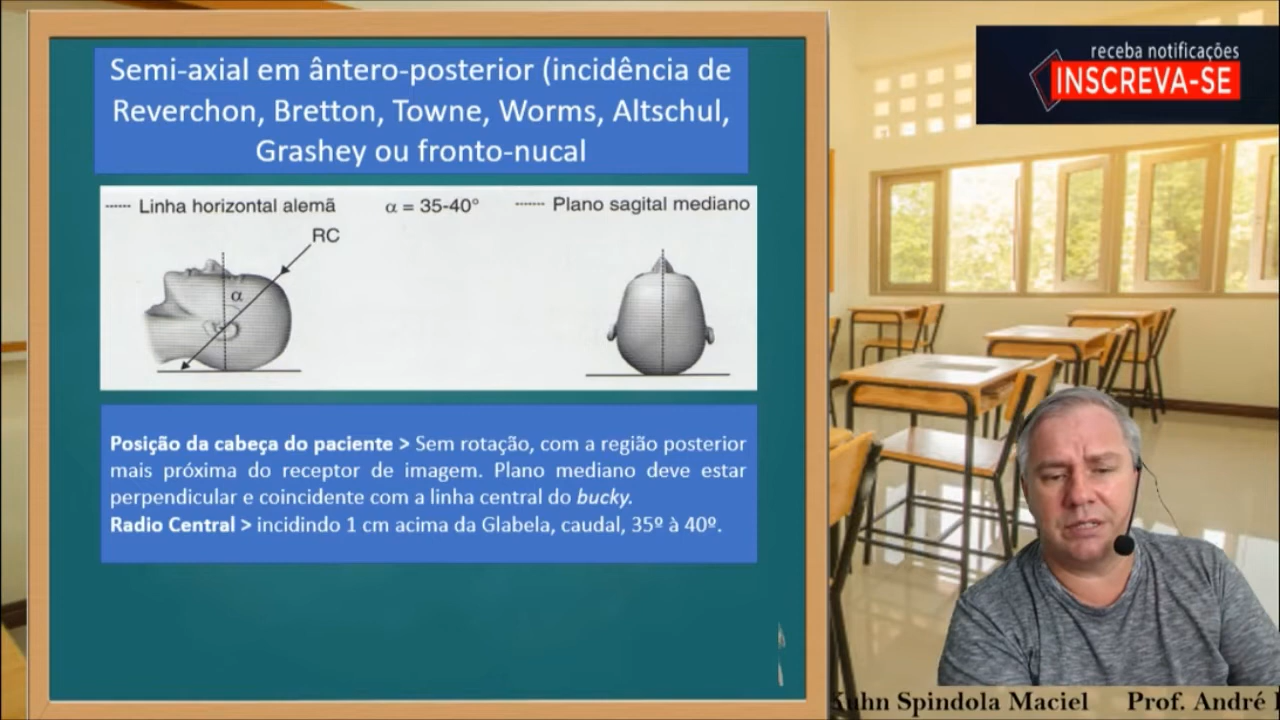 Semi-axial em ântero-posterior (incidência de
Reverchon, Bretton, Towne, Worms, Altschul,
Grashey ou fronto-nucal
Linha horizontal alemã
α = 35-40°
Plano sagital mediano
RC
α
Posição da cabeça do paciente > Sem rotação, com a região posterior
mais próxima do receptor de imagem. Plano mediano deve estar
perpendicular e coincidente com a linha central do bucky.
Radio Central > incidindo 1 cm acima da Glabela, caudal, 35º à 40º.
receba notificações
INSCREVA-SE
Kuhn Spindola Maciel Prof. André